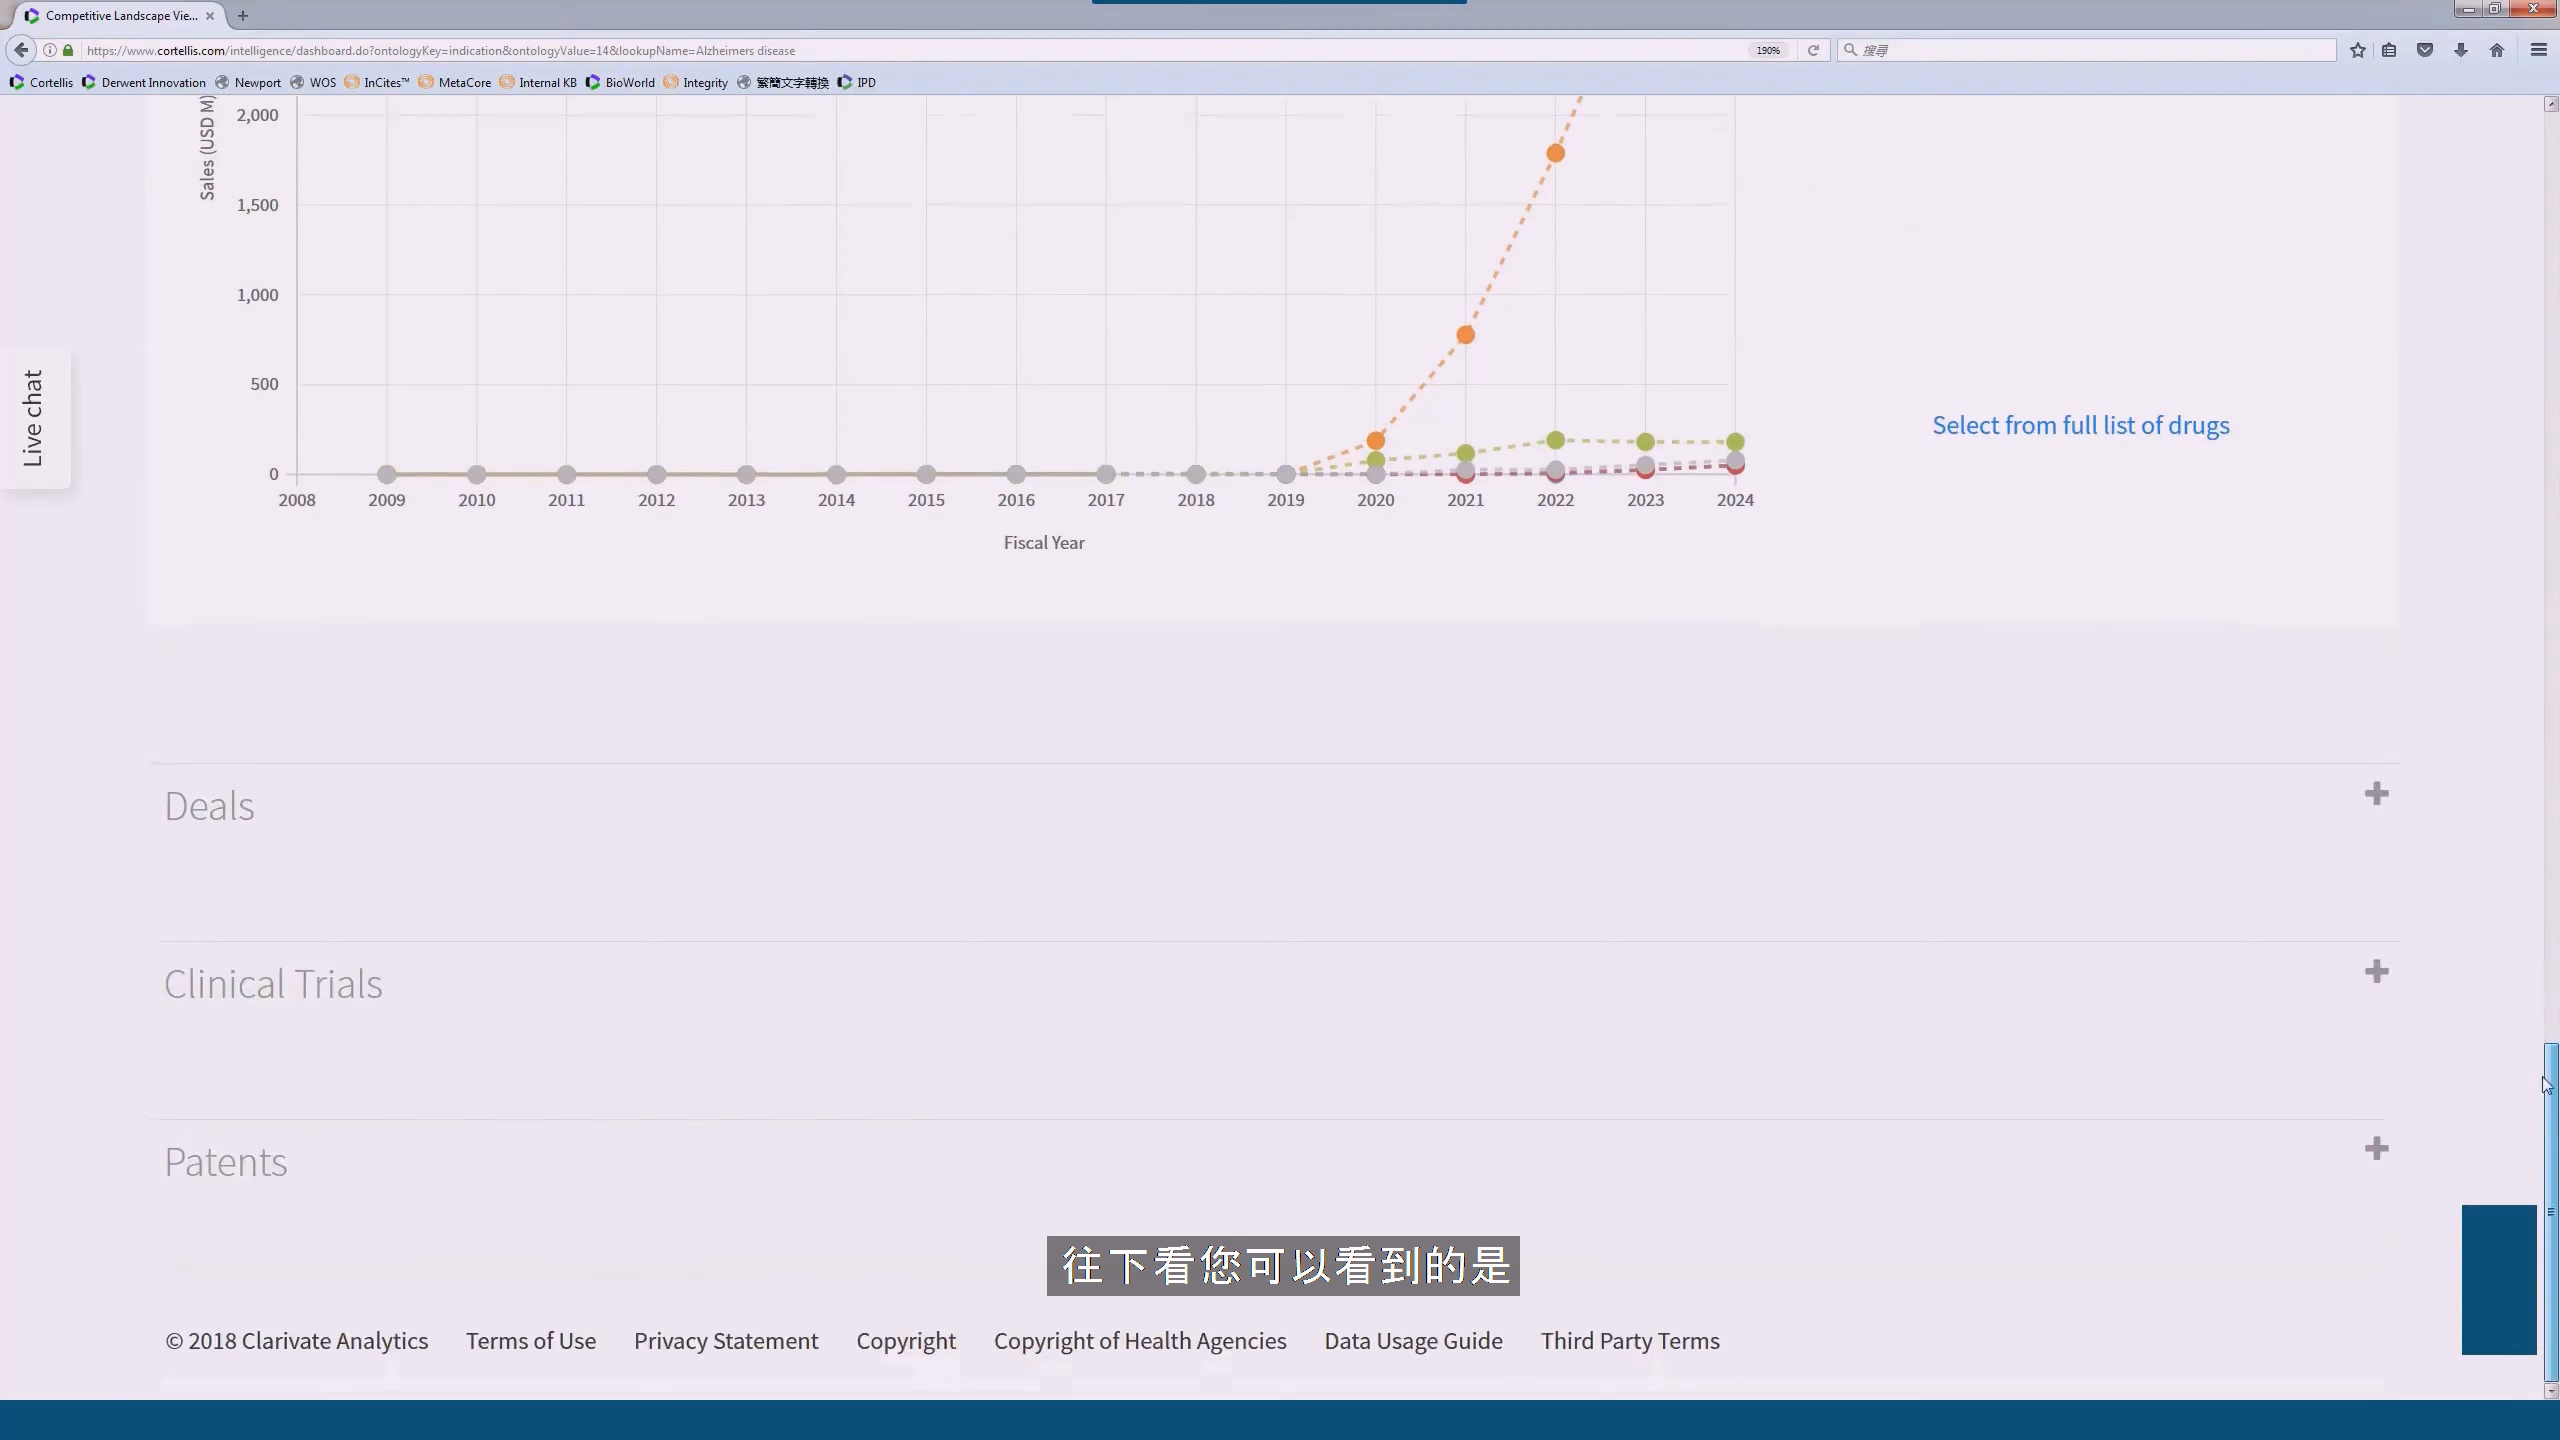 Competitive Landscape Vie...
https://www.cortellis.com/intelligence/dashboard.do?ontologyKey=indication&ontologyValue=14&lookupName=Alzheimers disease
190%
搜尋
Cortellis Derwent Innovation Newport WOS InCites™ MetaCore Internal KB BioWorld Integrity 繁簡文字轉換 IPD
Sales (USD M)
2,000
1,500
1,000
500
0
2008 2009 2010 2011 2012 2013 2014 2015 2016 2017 2018 2019 2020 2021 2022 2023 2024
Fiscal Year
Live chat
Select from full list of drugs
Deals
Clinical Trials
Patents
往下看您可以看到的是
© 2018 Clarivate Analytics Terms of Use Privacy Statement Copyright Copyright of Health Agencies Data Usage Guide Third Party Terms